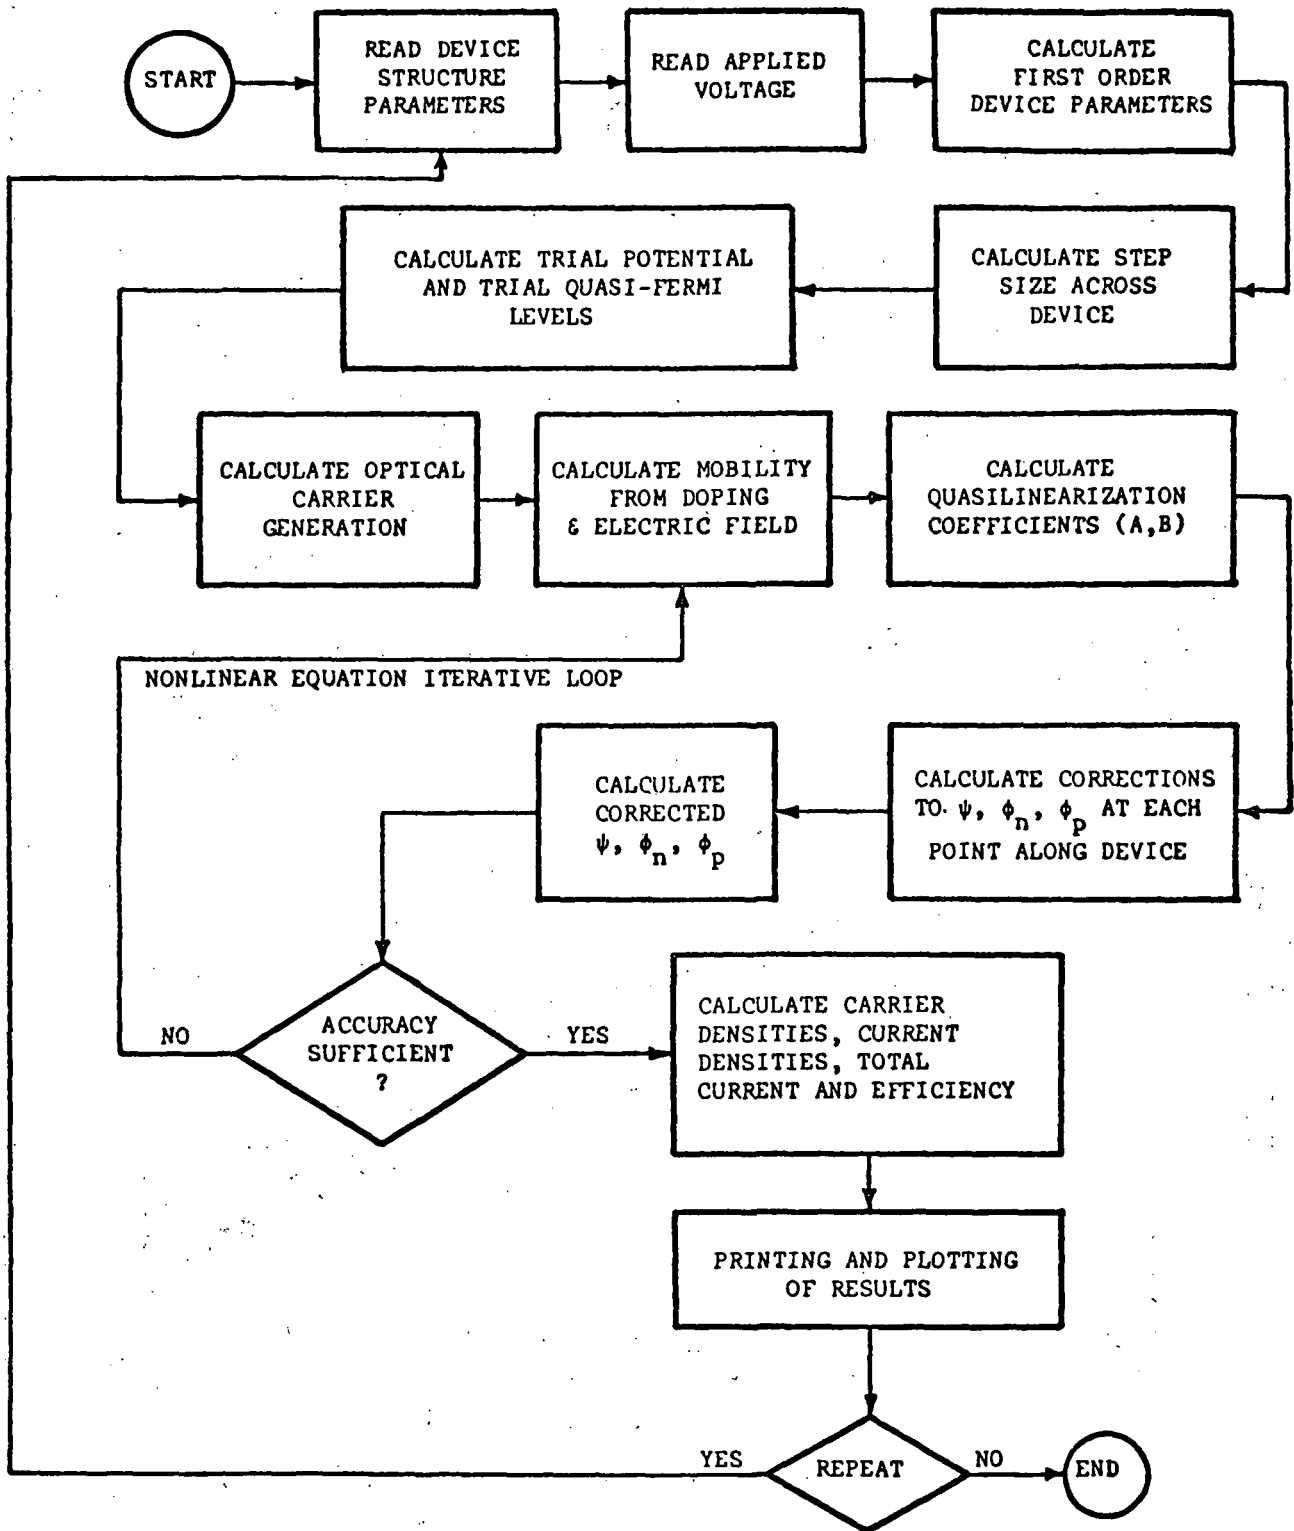 START
READ DEVICE
STRUCTURE
PARAMETERS
READ APPLIED
VOLTAGE
CALCULATE
FIRST ORDER
DEVICE PARAMETERS
CALCULATE STEP
SIZE ACROSS
DEVICE
CALCULATE TRIAL POTENTIAL
AND TRIAL QUASI-FERMI
LEVELS
CALCULATE OPTICAL
CARRIER
GENERATION
CALCULATE MOBILITY
FROM DOPING
& ELECTRIC FIELD
CALCULATE
QUASILINEARIZATION
COEFFICIENTS (A,B)
NONLINEAR EQUATION ITERATIVE LOOP
CALCULATE CORRECTIONS
TO ψ, ϕn, ϕp AT EACH
POINT ALONG DEVICE
CALCULATE
CORRECTED
ψ, ϕn, ϕp
ACCURACY
SUFFICIENT
?
NO
YES
CALCULATE CARRIER
DENSITIES, CURRENT
DENSITIES, TOTAL
CURRENT AND EFFICIENCY
PRINTING AND PLOTTING
OF RESULTS
REPEAT
YES
NO
END